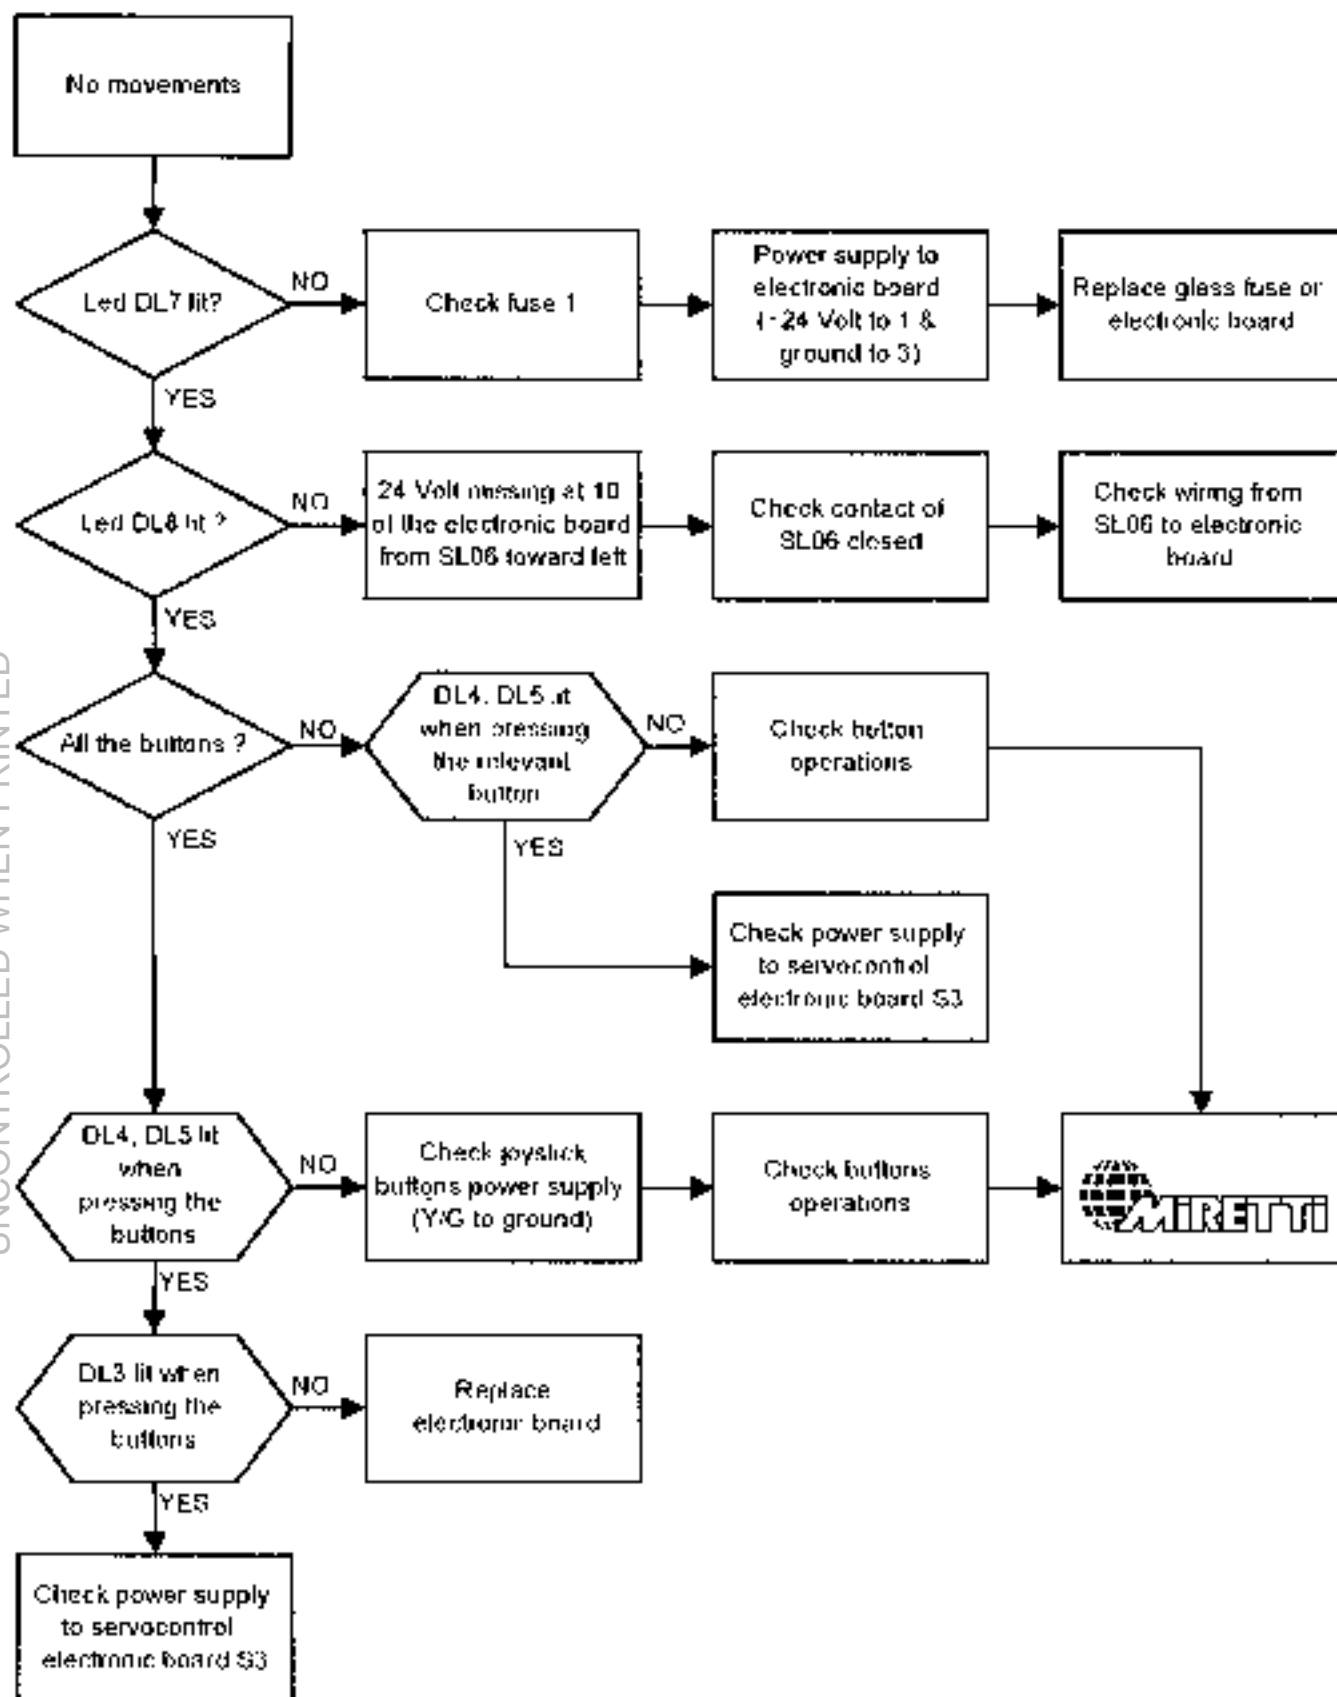 No movements
Led DL7 lit?
NO
Check fuse 1
Power supply to
electronic board
(+24 Volt to 1 &
ground to 3)
Replace glass fuse or
electronic board
YES
Led DL8 lit ?
NO
24 Volt missing at 10
of the electronic board
from SL06 toward left
Check contact of
SL06 closed
Check wiring from
SL06 to electronic
board
YES
All the buttons ?
NO
DL4, DL5 lit
when pressing
the relevant
button
NO
Check button
operations
YES
YES
Check power supply
to servocontrol
electronic board S3
DL4, DL5 lit
when
pressing the
buttons
NO
Check joystick
buttons power supply
(Y/G to ground)
Check buttons
operations
MIRETTI
YES
DL3 lit when
pressing the
buttons
NO
Replace
electronic board
YES
Check power supply
to servocontrol
electronic board S3
UNCONTROLLED WHEN PRINTED